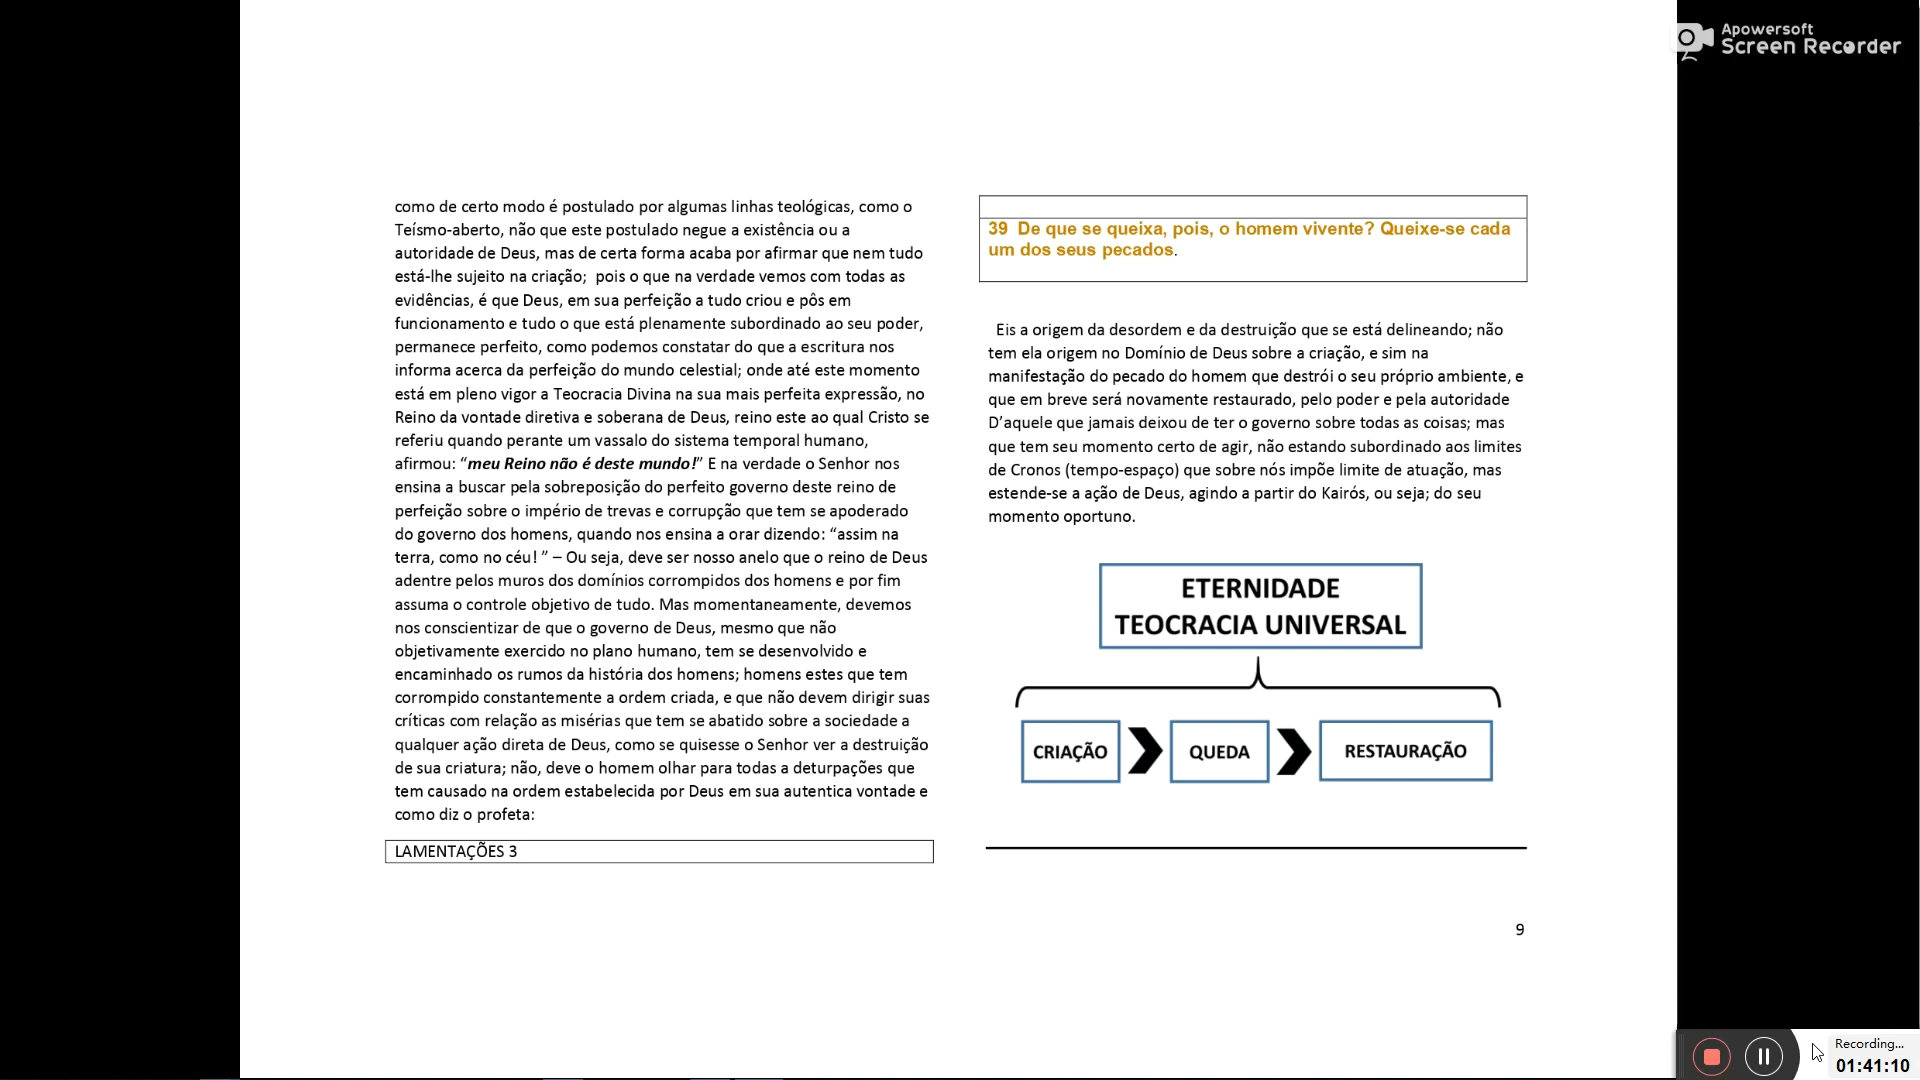 como de certo modo é postulado por algumas linhas teológicas, como o
Teísmo-aberto, não que este postulado negue a existência ou a
autoridade de Deus, mas de certa forma acaba por afirmar que nem tudo
está-lhe sujeito na criação;  pois o que na verdade vemos com todas as
evidências, é que Deus, em sua perfeição a tudo criou e pôs em
funcionamento e tudo o que está plenamente subordinado ao seu poder,
permanece perfeito, como podemos constatar do que a escritura nos
informa acerca da perfeição do mundo celestial; onde até este momento
está em pleno vigor a Teocracia Divina na sua mais perfeita expressão, no
Reino da vontade diretiva e soberana de Deus, reino este ao qual Cristo se
referiu quando perante um vassalo do sistema temporal humano,
afirmou: “meu Reino não é deste mundo!” E na verdade o Senhor nos
ensina a buscar pela sobreposição do perfeito governo deste reino de
perfeição sobre o império de trevas e corrupção que tem se apoderado
do governo dos homens, quando nos ensina a orar dizendo: “assim na
terra, como no céu! ” – Ou seja, deve ser nosso anelo que o reino de Deus
adentre pelos muros dos domínios corrompidos dos homens e por fim
assuma o controle objetivo de tudo. Mas momentaneamente, devemos
nos conscientizar de que o governo de Deus, mesmo que não
objetivamente exercido no plano humano, tem se desenvolvido e
encaminhado os rumos da história dos homens; homens estes que tem
corrompido constantemente a ordem criada, e que não devem dirigir suas
críticas com relação as misérias que tem se abatido sobre a sociedade a
qualquer ação direta de Deus, como se quisesse o Senhor ver a destruição
de sua criatura; não, deve o homem olhar para todas a deturpações que
tem causado na ordem estabelecida por Deus em sua autentica vontade e
como diz o profeta:
LAMENTAÇÕES 3
39  De que se queixa, pois, o homem vivente? Queixe-se cada
um dos seus pecados.
Eis a origem da desordem e da destruição que se está delineando; não
tem ela origem no Domínio de Deus sobre a criação, e sim na
manifestação do pecado do homem que destrói o seu próprio ambiente, e
que em breve será novamente restaurado, pelo poder e pela autoridade
D’aquele que jamais deixou de ter o governo sobre todas as coisas; mas
que tem seu momento certo de agir, não estando subordinado aos limites
de Cronos (tempo-espaço) que sobre nós impõe limite de atuação, mas
estende-se a ação de Deus, agindo a partir do Kairós, ou seja; do seu
momento oportuno.
ETERNIDADE
TEOCRACIA UNIVERSAL
CRIAÇÃO QUEDA RESTAURAÇÃO
9
Apowersoft
Screen Recorder
Recording...
01:41:10